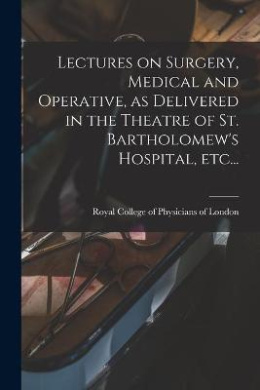 Lectures on Surgery,
Medical and
Operative, as
Delivered in the
Theatre of St.
Bartholomew's
Hospital, etc...
Royal College of Physicians of London